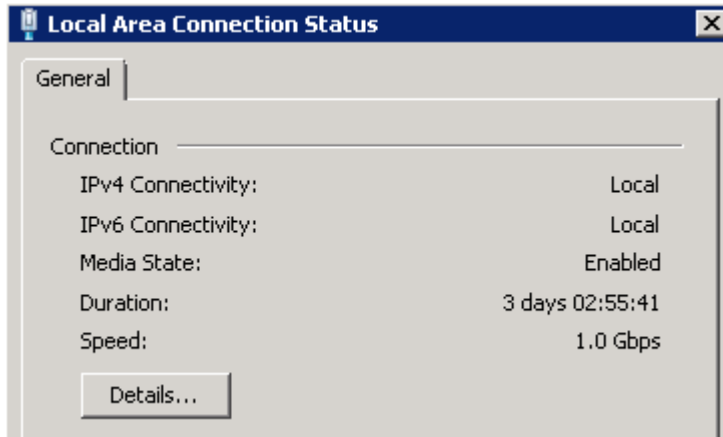 Local Area Connection Status
General
Connection
IPv4 Connectivity: Local
IPv6 Connectivity: Local
Media State: Enabled
Duration: 3 days 02:55:41
Speed: 1.0 Gbps
Details...